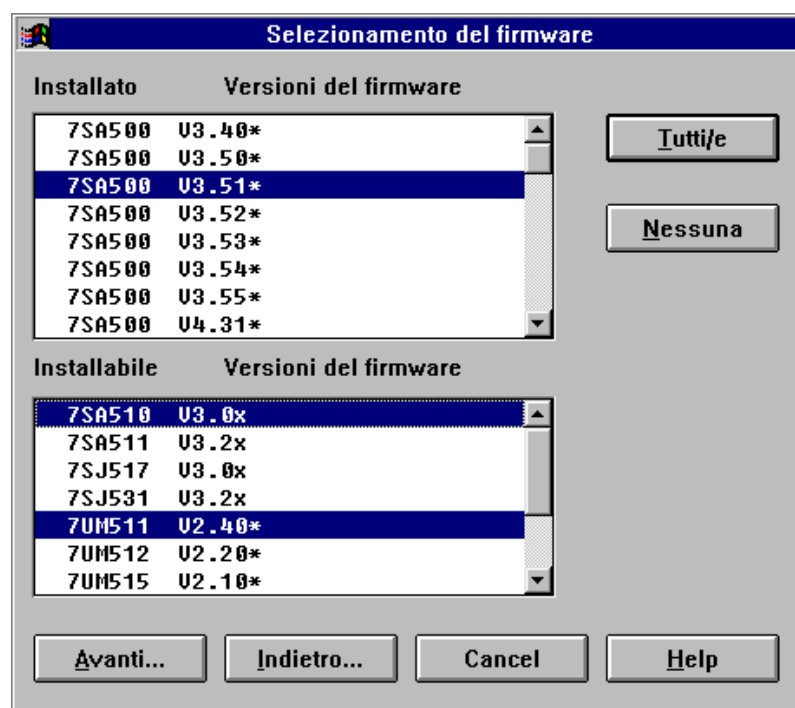 Selezionamento del firmware
Installato Versioni del firmware
7SA500 V3.40*
7SA500 V3.50*
7SA500 V3.51*
7SA500 V3.52*
7SA500 V3.53*
7SA500 V3.54*
7SA500 V3.55*
7SA500 V4.31*
Tutti/e
Nessuna
Installabile Versioni del firmware
7SA510 V3.0x
7SA511 V3.2x
7SJ517 V3.0x
7SJ531 V3.2x
7UM511 V2.40*
7UM512 V2.20*
7UM515 V2.10*
Avanti... Indietro... Cancel Help